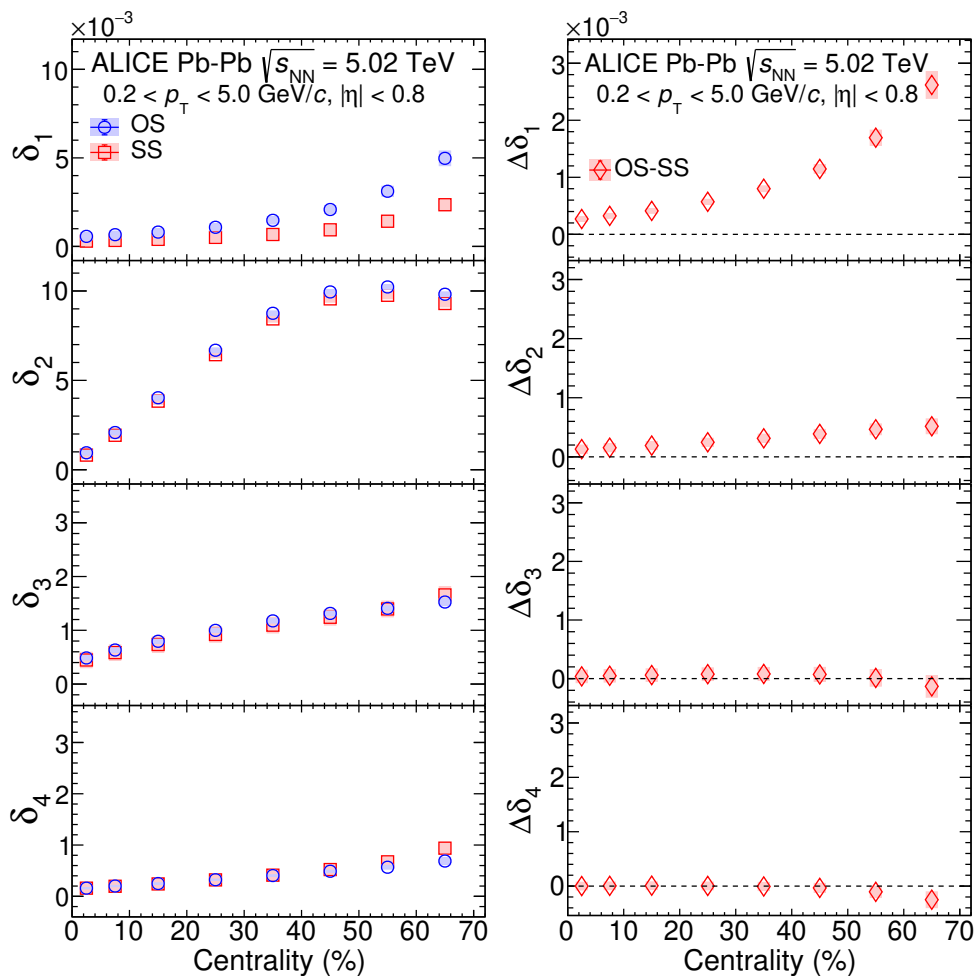 ×10⁻³
ALICE Pb-Pb √s_NN = 5.02 TeV
0.2 < p_T < 5.0 GeV/c, |η| < 0.8
OS
SS
δ₁
10
5
0
δ₂
10
5
0
δ₃
3
2
1
0
δ₄
3
2
1
0
0 10 20 30 40 50 60 70
Centrality (%)
×10⁻³
ALICE Pb-Pb √s_NN = 5.02 TeV
0.2 < p_T < 5.0 GeV/c, |η| < 0.8
OS-SS
Δδ₁
3
2
1
0
Δδ₂
3
2
1
0
Δδ₃
3
2
1
0
Δδ₄
3
2
1
0
0 10 20 30 40 50 60 70
Centrality (%)